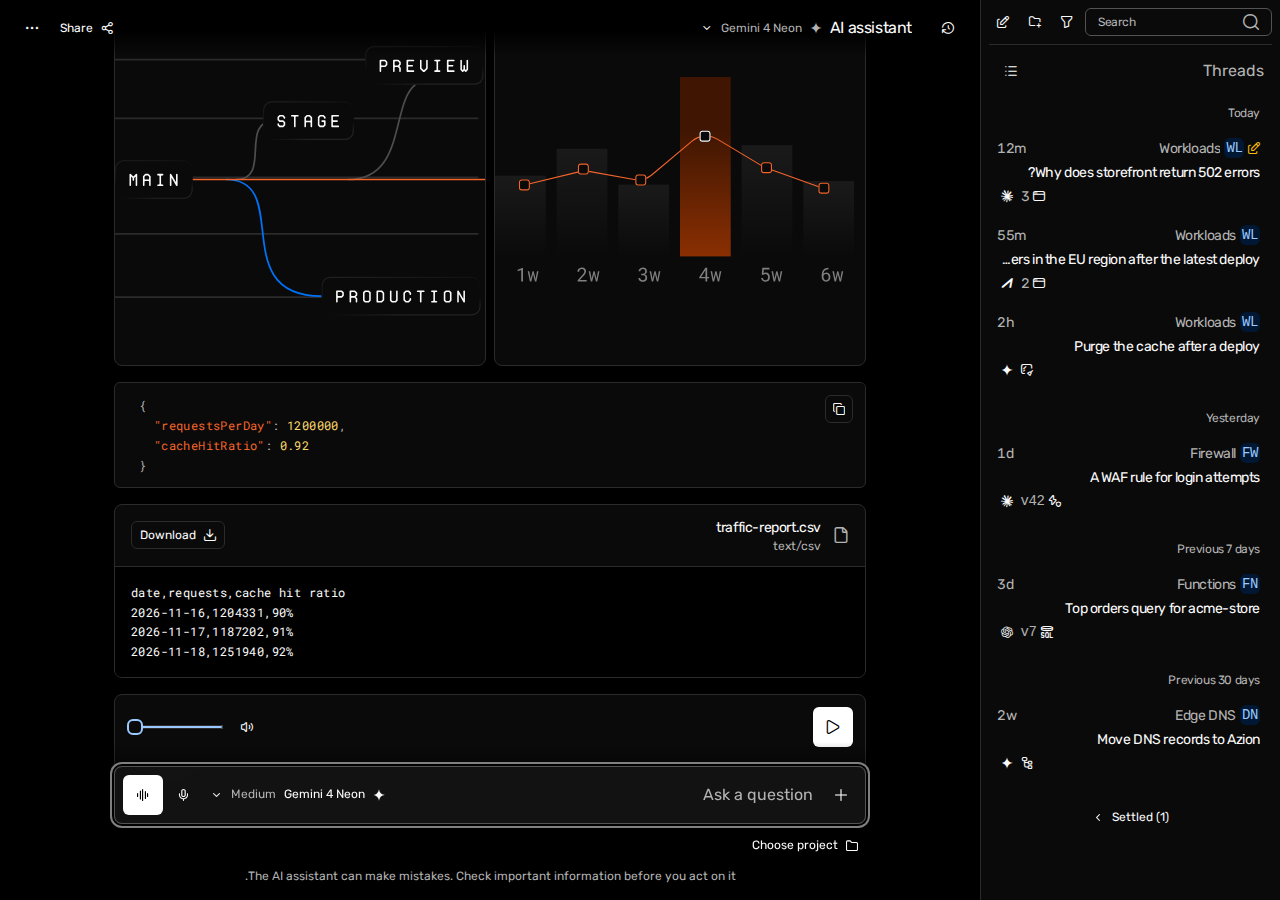 Share
Gemini 4 Neon
AI assistant
Search
Threads
Today
12m
Workloads WL
?Why does storefront return 502 errors
3
55m
Workloads WL
...ers in the EU region after the latest deploy
2
2h
Workloads WL
Purge the cache after a deploy
Yesterday
1d
Firewall FW
A WAF rule for login attempts
v42
Previous 7 days
3d
Functions FN
Top orders query for acme-store
v7
SQL
Previous 30 days
2w
Edge DNS DN
Move DNS records to Azion
Settled (1)
PREVIEW
STAGE
MAIN
PRODUCTION
1W 2W 3W 4W 5W 6W
{
"requestsPerDay": 1200000,
"cacheHitRatio": 0.92
}
Download
traffic-report.csv
text/csv
date,requests,cache hit ratio
2026-11-16,1204331,90%
2026-11-17,1187202,91%
2026-11-18,1251940,92%
Medium Gemini 4 Neon
Ask a question
Choose project
.The AI assistant can make mistakes. Check important information before you act on it